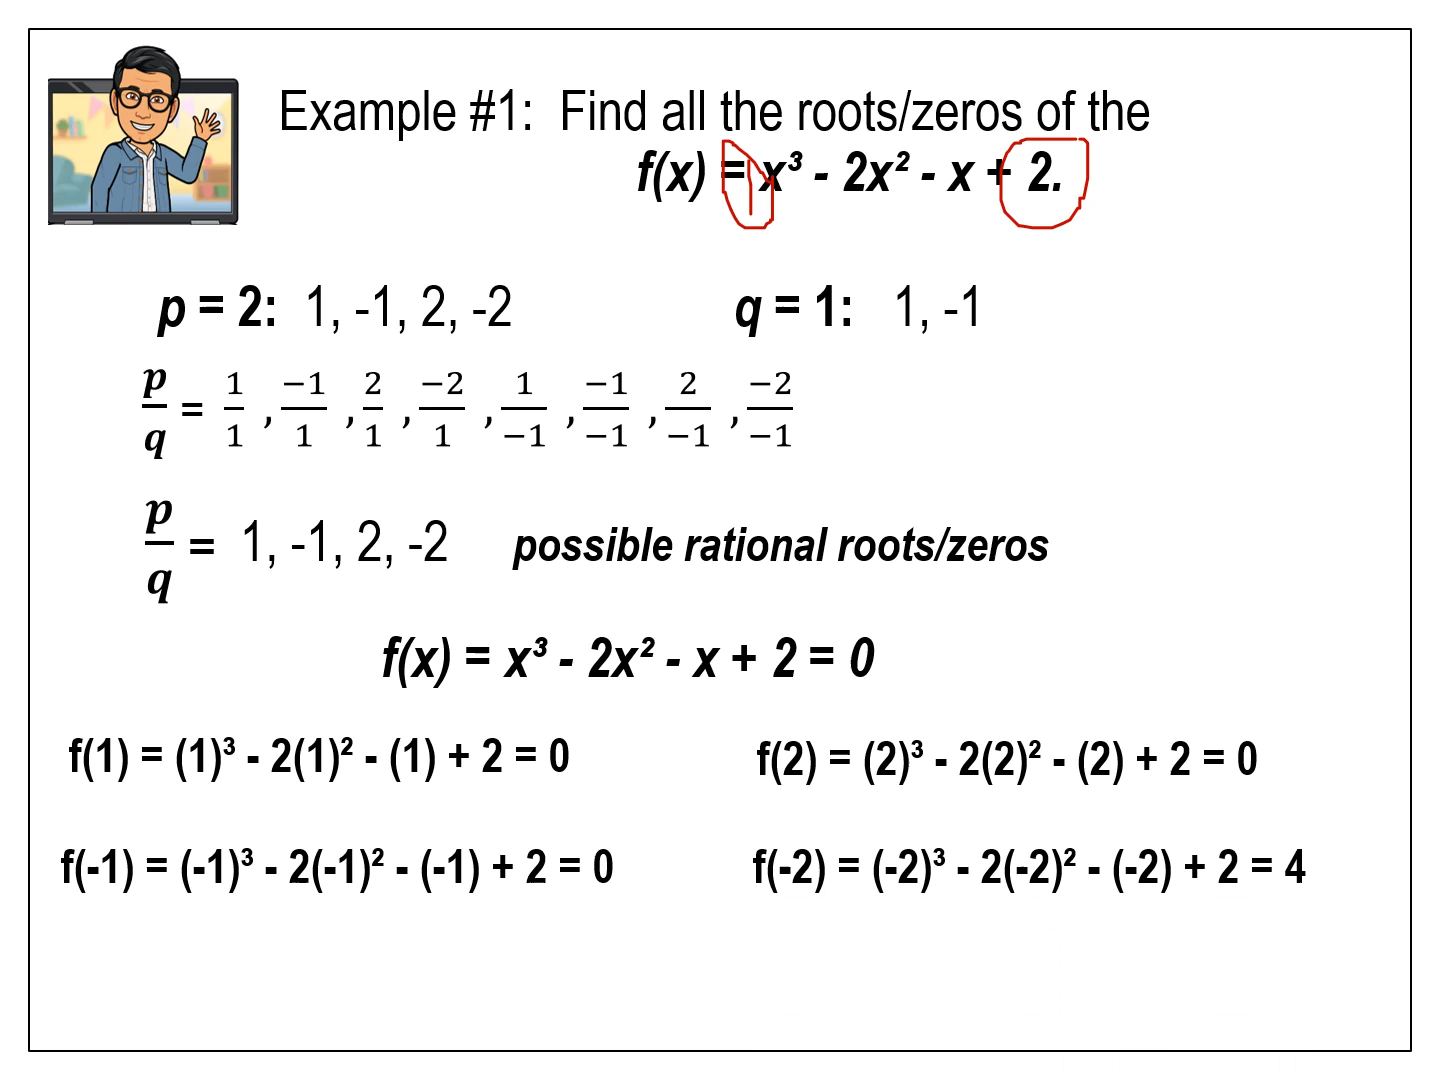 Example #1: Find all the roots/zeros of the
f(x) = x³ - 2x² - x + 2.
1
p = 2: 1, -1, 2, -2 q = 1: 1, -1
p/q = 1/1 , −1/1 , 2/1 , −2/1 , 1/−1 , −1/−1 , 2/−1 , −2/−1
p/q = 1, -1, 2, -2 possible rational roots/zeros
f(x) = x³ - 2x² - x + 2 = 0
f(1) = (1)³ - 2(1)² - (1) + 2 = 0 f(2) = (2)³ - 2(2)² - (2) + 2 = 0
f(-1) = (-1)³ - 2(-1)² - (-1) + 2 = 0 f(-2) = (-2)³ - 2(-2)² - (-2) + 2 = 4